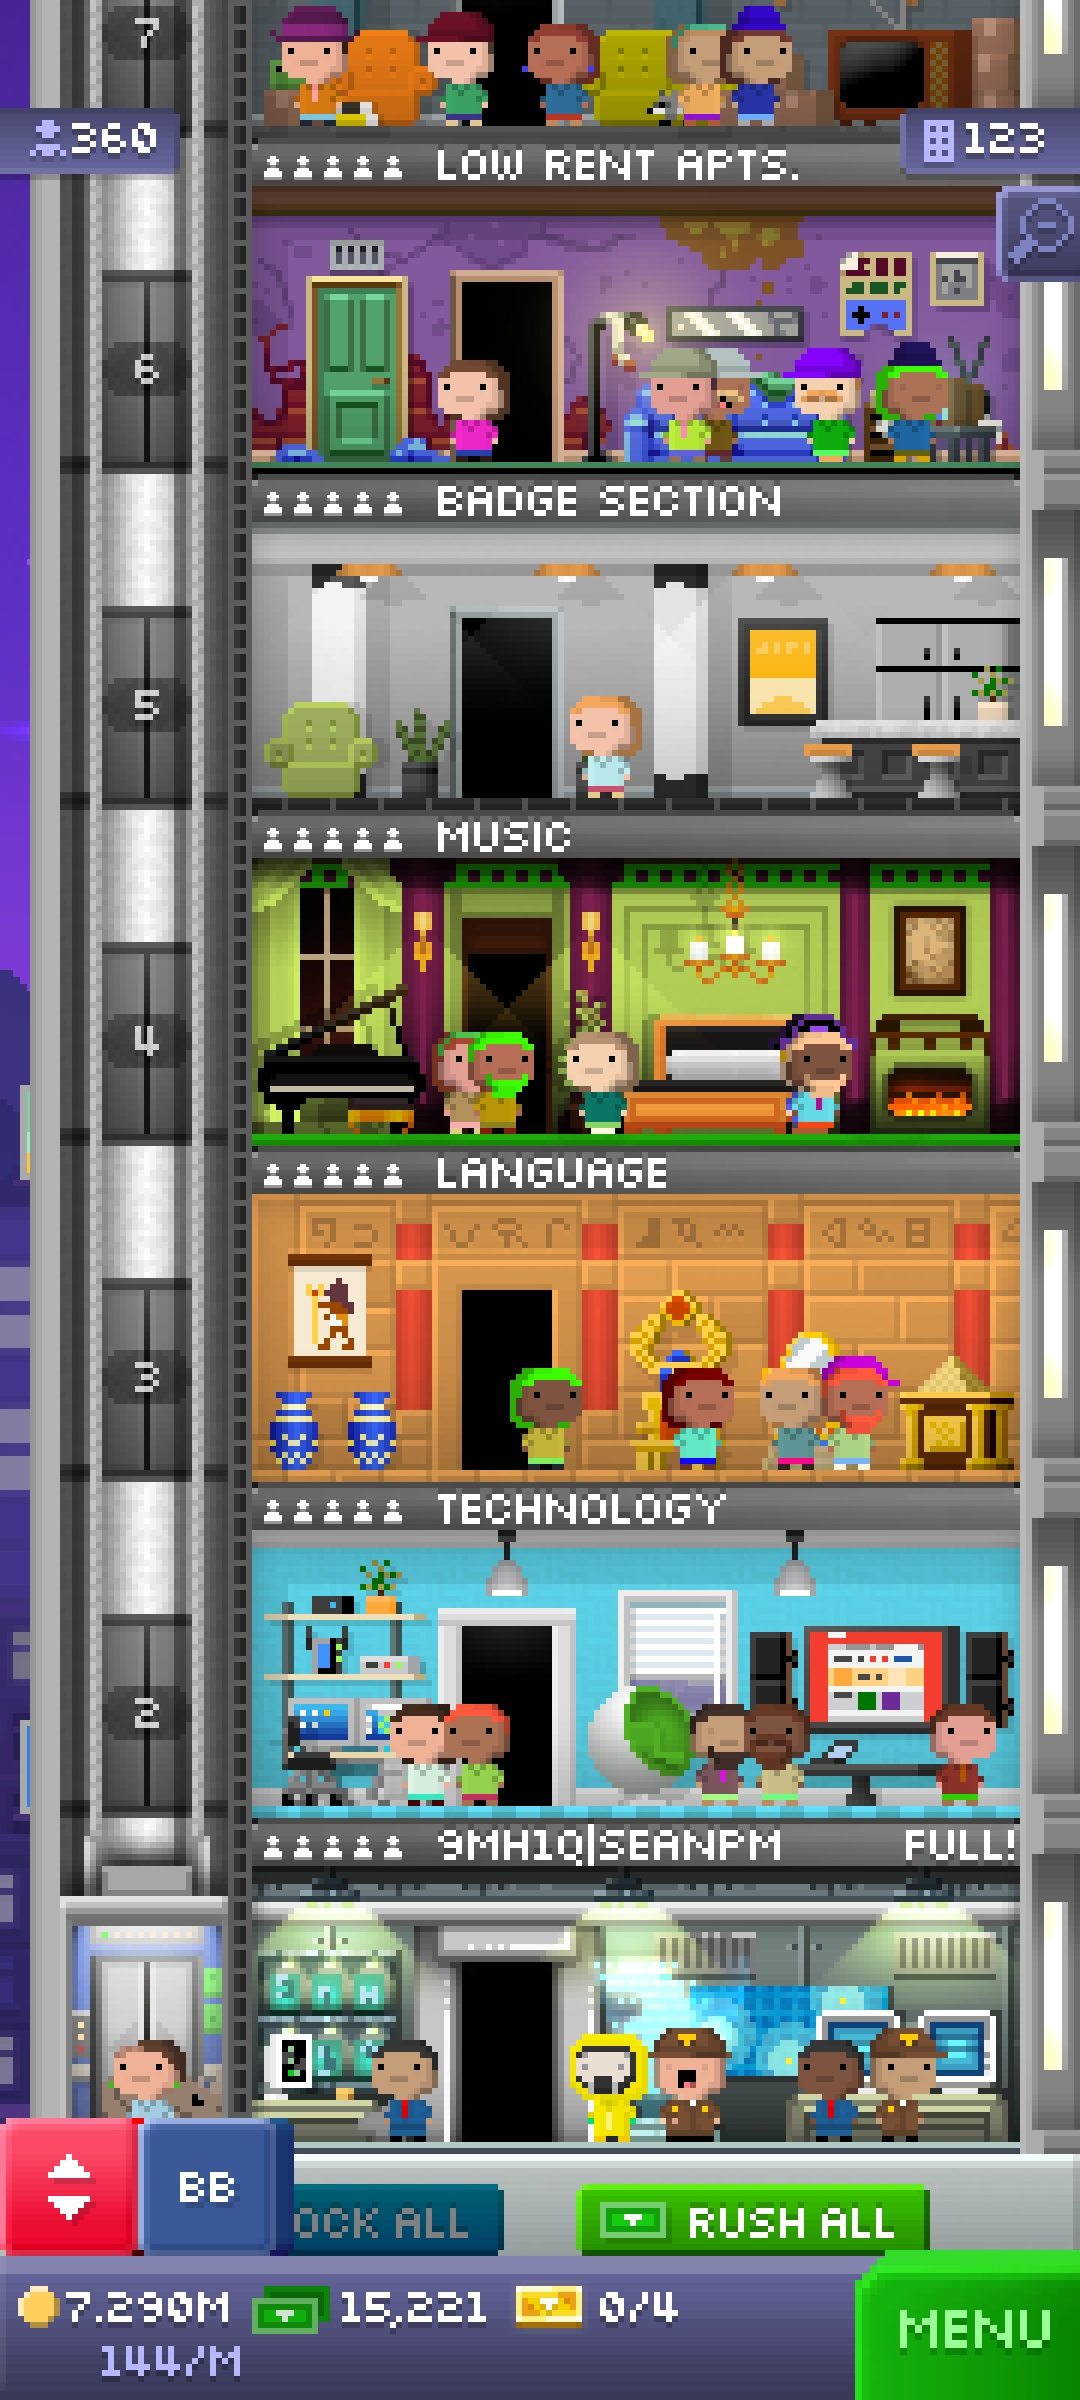 7
360
123
LOW RENT APTS.
6
BADGE SECTION
5
MUSIC
4
LANGUAGE
3
TECHNOLOGY
2
9MH1Q|SEANPM FULL!
BB
OCK ALL
RUSH ALL
7.290M 15,221 0/4
144/M
MENU